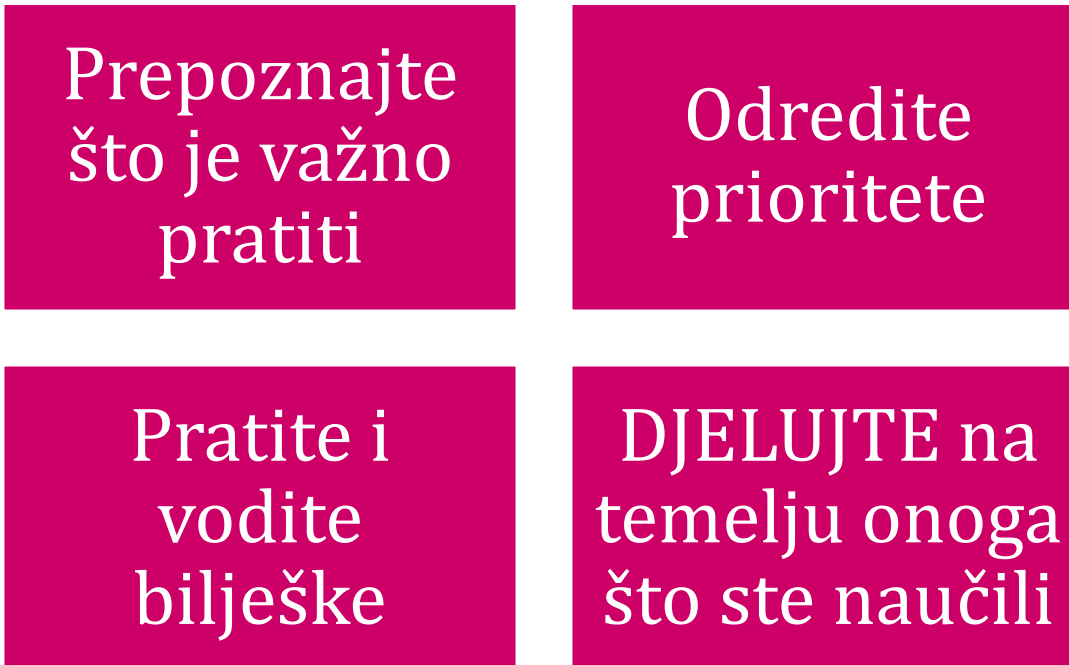 Prepoznajte
što je važno
pratiti
Odredite
prioritete
Pratite i
vodite
bilješke
DJELUJTE na
temelju onoga
što ste naučili